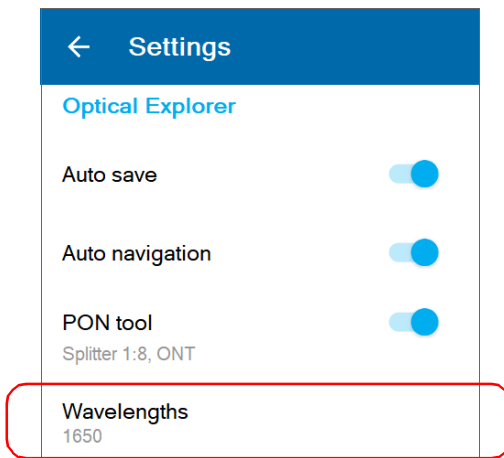 Settings
Optical Explorer
Auto save
Auto navigation
PON tool
Splitter 1:8, ONT
Wavelengths
1650